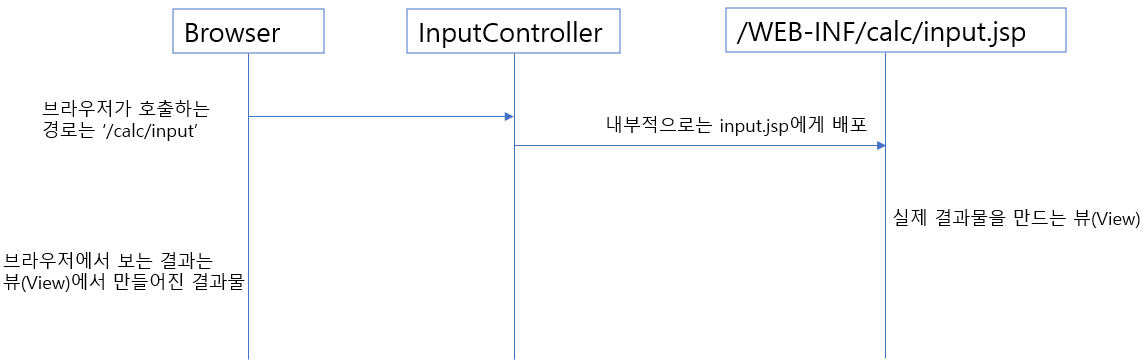 Browser
InputController
/WEB-INF/calc/input.jsp
브라우저가 호출하는
경로는 ‘/calc/input’
내부적으로는 input.jsp에게 배포
실제 결과물을 만드는 뷰(View)
브라우저에서 보는 결과는
뷰(View)에서 만들어진 결과물